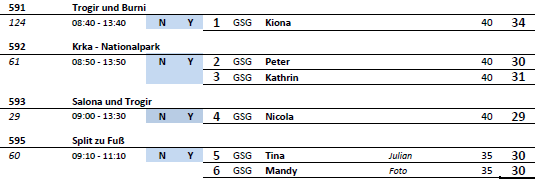 591 Trogir und Burni
124 08:40 - 13:40 N Y 1 GSG Kiona 40 34
592 Krka - Nationalpark
61 08:50 - 13:50 N Y 2 GSG Peter 40 30
3 GSG Kathrin 40 31
593 Salona und Trogir
29 09:00 - 13:30 N Y 4 GSG Nicola 40 29
595 Split zu Fuß
60 09:10 - 11:10 N Y 5 GSG Tina Julian 35 30
6 GSG Mandy Foto 35 30